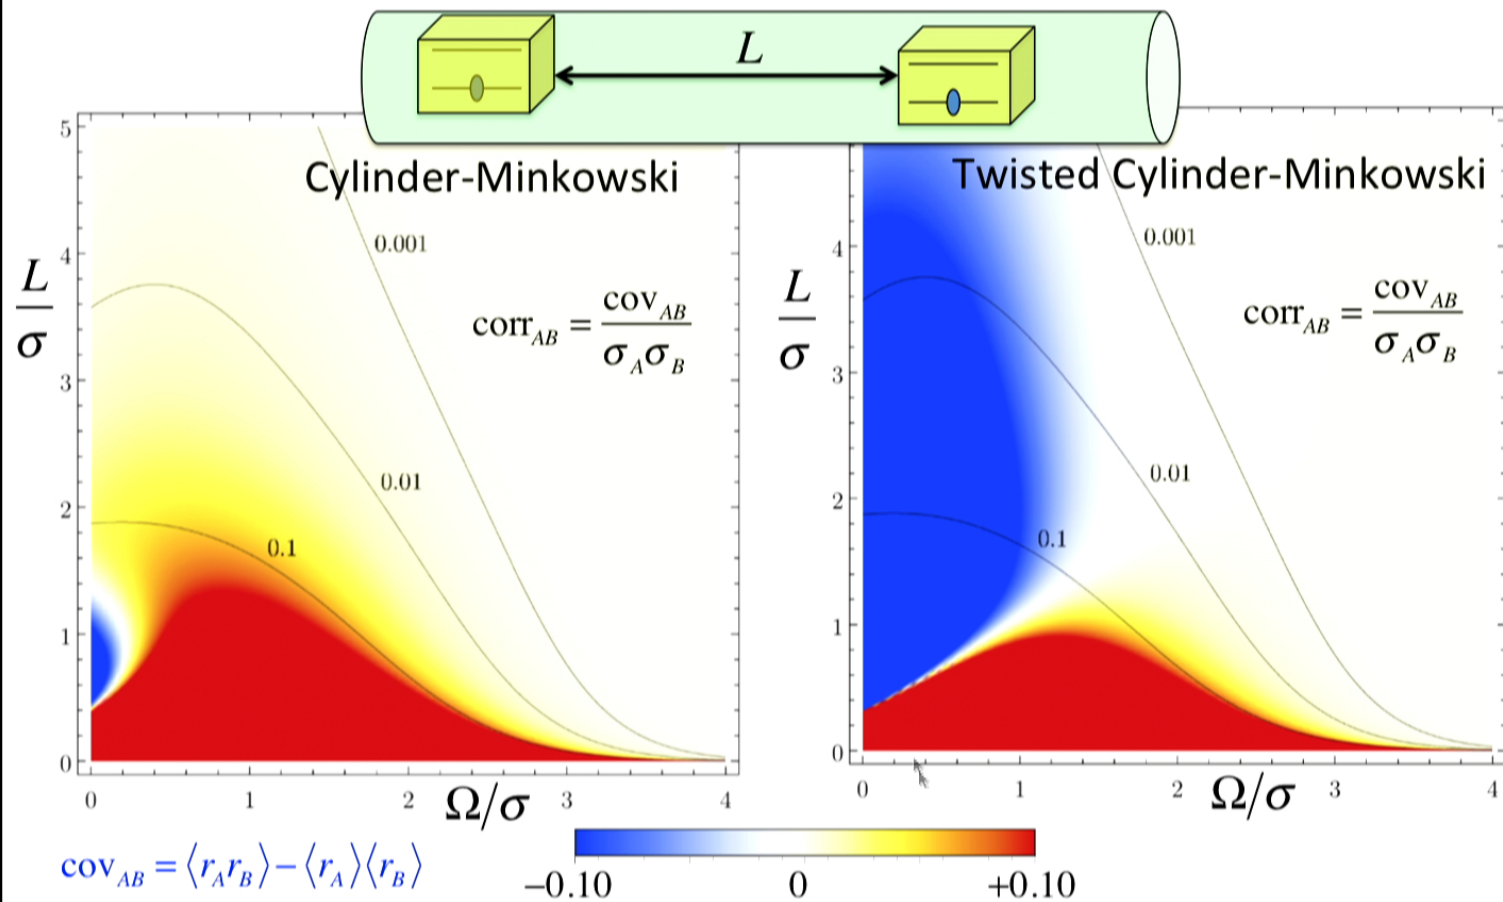 L
Cylinder-Minkowski
Twisted Cylinder-Minkowski
5
4
3
2
1
0
L/σ
0.001
0.01
0.1
corr_AB = cov_AB / σ_A σ_B
0 1 2 Ω/σ 3 4
4
3
2
1
0
L/σ
0.001
0.01
0.1
corr_AB = cov_AB / σ_A σ_B
0 1 2 Ω/σ 3 4
cov_AB = ⟨r_A r_B⟩ − ⟨r_A⟩⟨r_B⟩
−0.10 0 +0.10